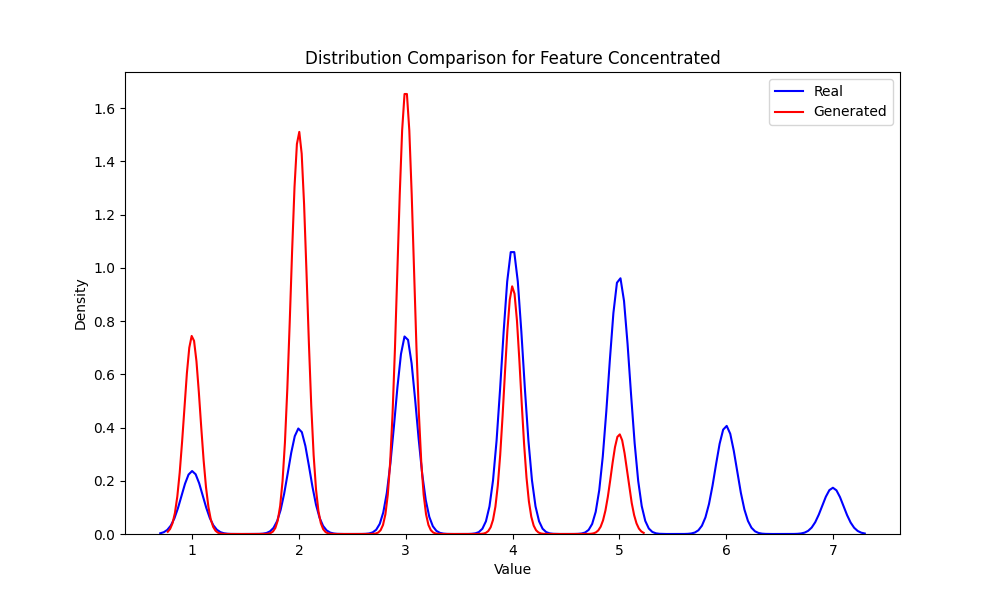 Distribution Comparison for Feature Concentrated
Real
Generated
Density
1.6
1.4
1.2
1.0
0.8
0.6
0.4
0.2
0.0
1 2 3 4 5 6 7
Value